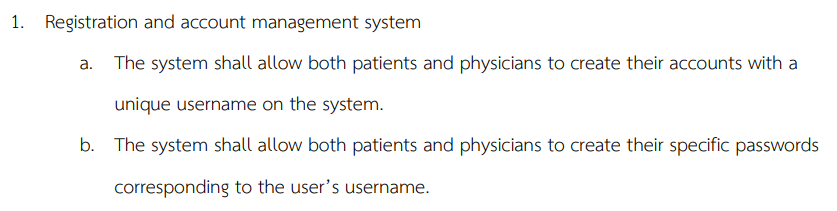 1. Registration and account management system
a. The system shall allow both patients and physicians to create their accounts with a
unique username on the system.
b. The system shall allow both patients and physicians to create their specific passwords
corresponding to the user’s username.